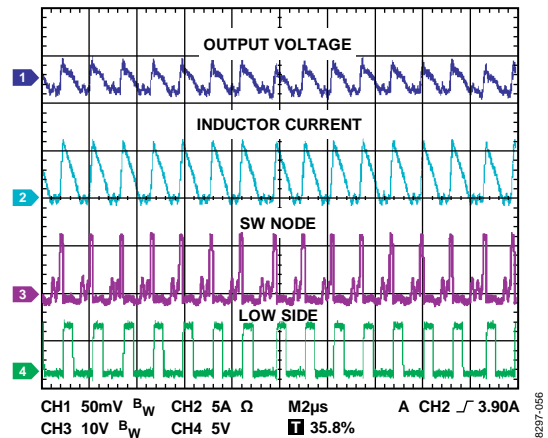 OUTPUT VOLTAGE
1
INDUCTOR CURRENT
2
SW NODE
3
LOW SIDE
4
CH1 50mV BW CH2 5A Ω M2µs A CH2 3.90A
CH3 10V BW CH4 5V T 35.8%
8297-056